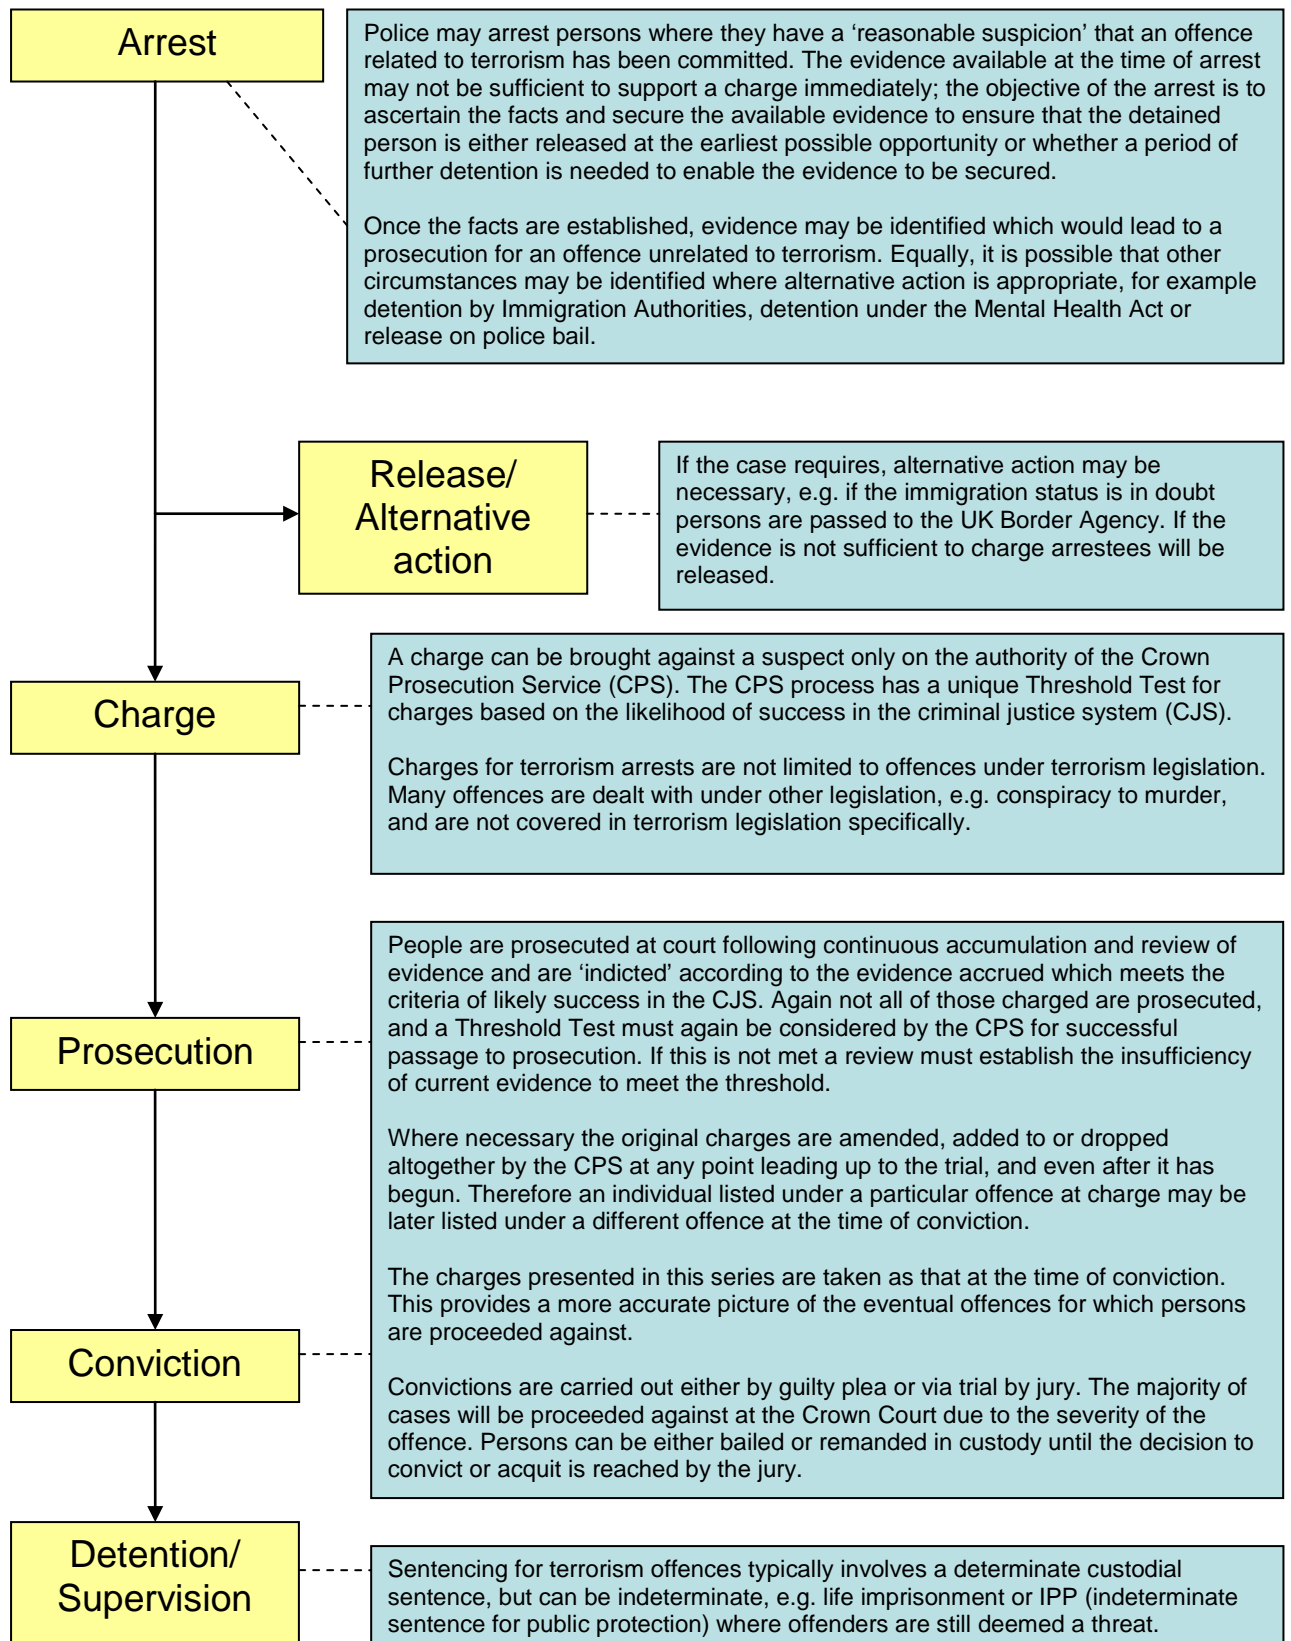 Arrest
Police may arrest persons where they have a ‘reasonable suspicion’ that an offence
related to terrorism has been committed. The evidence available at the time of arrest
may not be sufficient to support a charge immediately; the objective of the arrest is to
ascertain the facts and secure the available evidence to ensure that the detained
person is either released at the earliest possible opportunity or whether a period of
further detention is needed to enable the evidence to be secured.
Once the facts are established, evidence may be identified which would lead to a
prosecution for an offence unrelated to terrorism. Equally, it is possible that other
circumstances may be identified where alternative action is appropriate, for example
detention by Immigration Authorities, detention under the Mental Health Act or
release on police bail.
Release/
Alternative
action
If the case requires, alternative action may be
necessary, e.g. if the immigration status is in doubt
persons are passed to the UK Border Agency. If the
evidence is not sufficient to charge arrestees will be
released.
Charge
A charge can be brought against a suspect only on the authority of the Crown
Prosecution Service (CPS). The CPS process has a unique Threshold Test for
charges based on the likelihood of success in the criminal justice system (CJS).
Charges for terrorism arrests are not limited to offences under terrorism legislation.
Many offences are dealt with under other legislation, e.g. conspiracy to murder,
and are not covered in terrorism legislation specifically.
Prosecution
People are prosecuted at court following continuous accumulation and review of
evidence and are ‘indicted’ according to the evidence accrued which meets the
criteria of likely success in the CJS. Again not all of those charged are prosecuted,
and a Threshold Test must again be considered by the CPS for successful
passage to prosecution. If this is not met a review must establish the insufficiency
of current evidence to meet the threshold.
Where necessary the original charges are amended, added to or dropped
altogether by the CPS at any point leading up to the trial, and even after it has
begun. Therefore an individual listed under a particular offence at charge may be
later listed under a different offence at the time of conviction.
The charges presented in this series are taken as that at the time of conviction.
This provides a more accurate picture of the eventual offences for which persons
are proceeded against.
Conviction
Convictions are carried out either by guilty plea or via trial by jury. The majority of
cases will be proceeded against at the Crown Court due to the severity of the
offence. Persons can be either bailed or remanded in custody until the decision to
convict or acquit is reached by the jury.
Detention/
Supervision
Sentencing for terrorism offences typically involves a determinate custodial
sentence, but can be indeterminate, e.g. life imprisonment or IPP (indeterminate
sentence for public protection) where offenders are still deemed a threat.